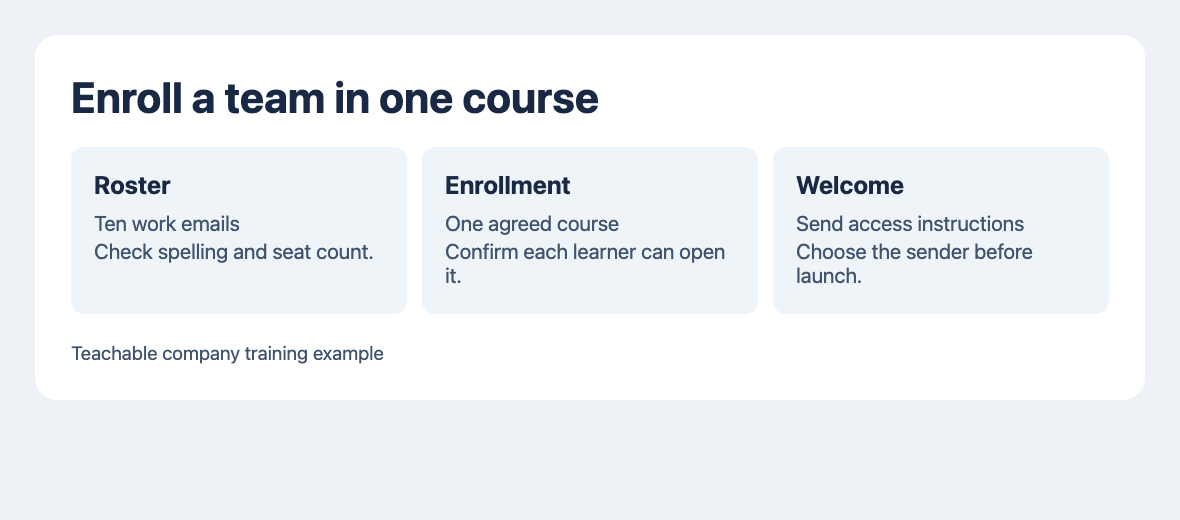 Enroll a team in one course
Roster
Ten work emails
Check spelling and seat count.
Enrollment
One agreed course
Confirm each learner can open
it.
Welcome
Send access instructions
Choose the sender before
launch.
Teachable company training example